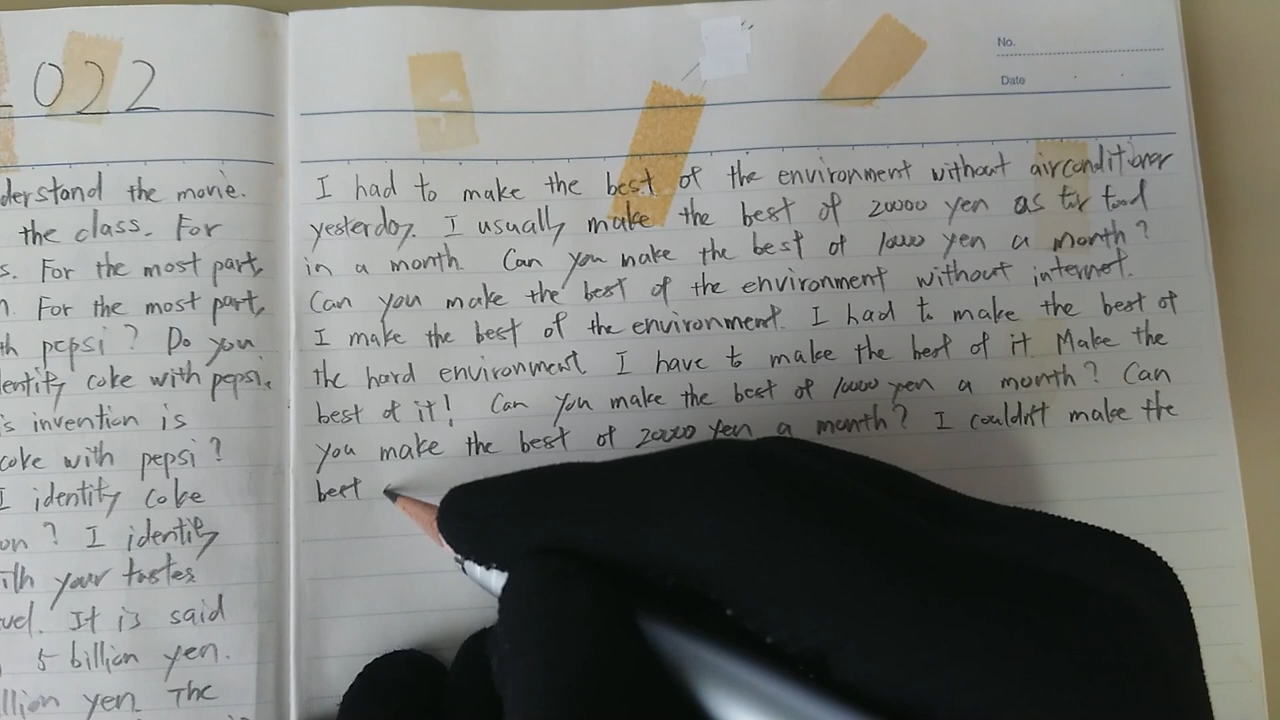 022
derstand the movie.
the class. For
s. For the most part,
n. For the most part,
th pepsi? Do you
dentify coke with pepsi.
is invention is
coke with pepsi?
I identify coke
on? I identify
ith your tastes
vel. It is said
5 billion yen.
llion yen. The
No.
Date
I had to make the best of the environment without airconditioner
yesterday. I usually make the best of 20000 yen as for food
in a month. Can you make the best of 10000 yen a month?
Can you make the best of the environment without internet.
I make the best of the environment. I had to make the best of
the hard environment I have to make the best of it. Make the
best of it! Can you make the best of 10000 yen a month? Can
you make the best of 20000 yen a month? I couldn't make the
best